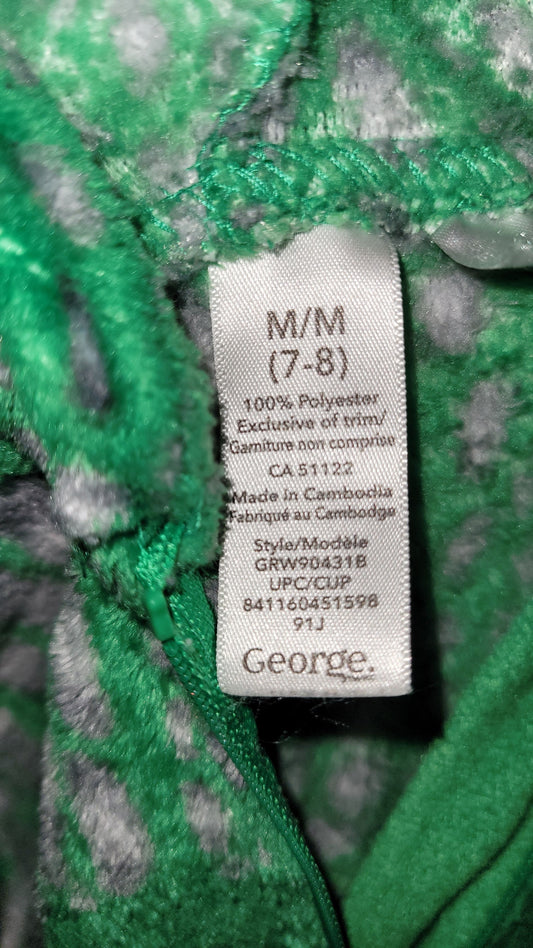 M/M
(7-8)
100% Polyester
Exclusive of trim/
Garniture non comprise
CA 51122
Made in Cambodia
Fabriqué au Cambodge
Style/Modèle
GRW90431B
UPC/CUP
841160451598
91J
George.